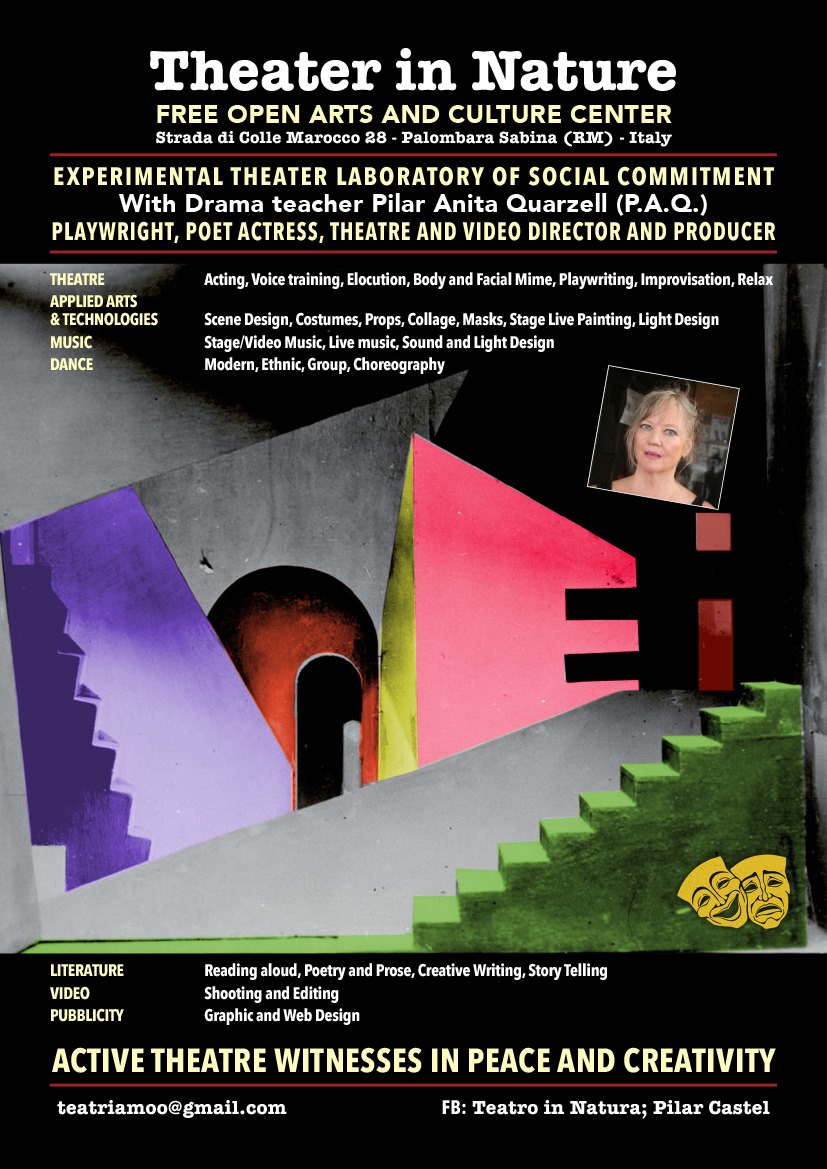 Theater in Nature
FREE OPEN ARTS AND CULTURE CENTER
Strada di Colle Marocco 28 - Palombara Sabina (RM) - Italy
EXPERIMENTAL THEATER LABORATORY OF SOCIAL COMMITMENT
With Drama teacher Pilar Anita Quarzell (P.A.Q.)
PLAYWRIGHT, POET ACTRESS, THEATRE AND VIDEO DIRECTOR AND PRODUCER
THEATRE Acting, Voice training, Elocution, Body and Facial Mime, Playwriting, Improvisation, Relax
APPLIED ARTS
& TECHNOLOGIES Scene Design, Costumes, Props, Collage, Masks, Stage Live Painting, Light Design
MUSIC Stage/Video Music, Live music, Sound and Light Design
DANCE Modern, Ethnic, Group, Choreography
LITERATURE Reading aloud, Poetry and Prose, Creative Writing, Story Telling
VIDEO Shooting and Editing
PUBBLICITY Graphic and Web Design
ACTIVE THEATRE WITNESSES IN PEACE AND CREATIVITY
teatriamoo@gmail.com FB: Teatro in Natura; Pilar Castel